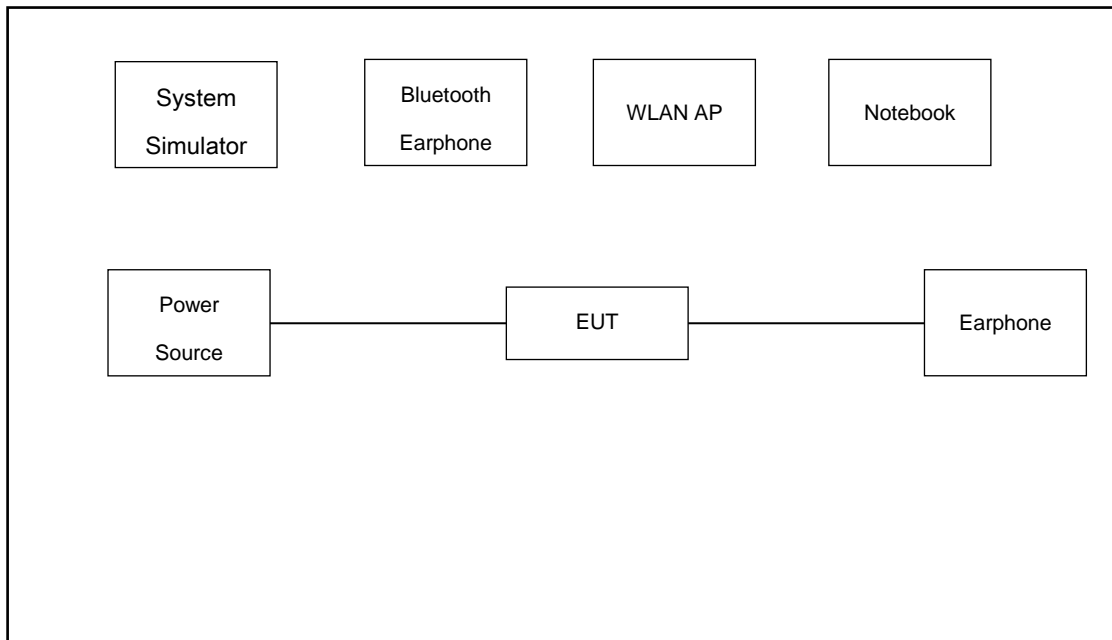 System
Simulator
Bluetooth
Earphone
WLAN AP
Notebook
Power
Source
EUT
Earphone